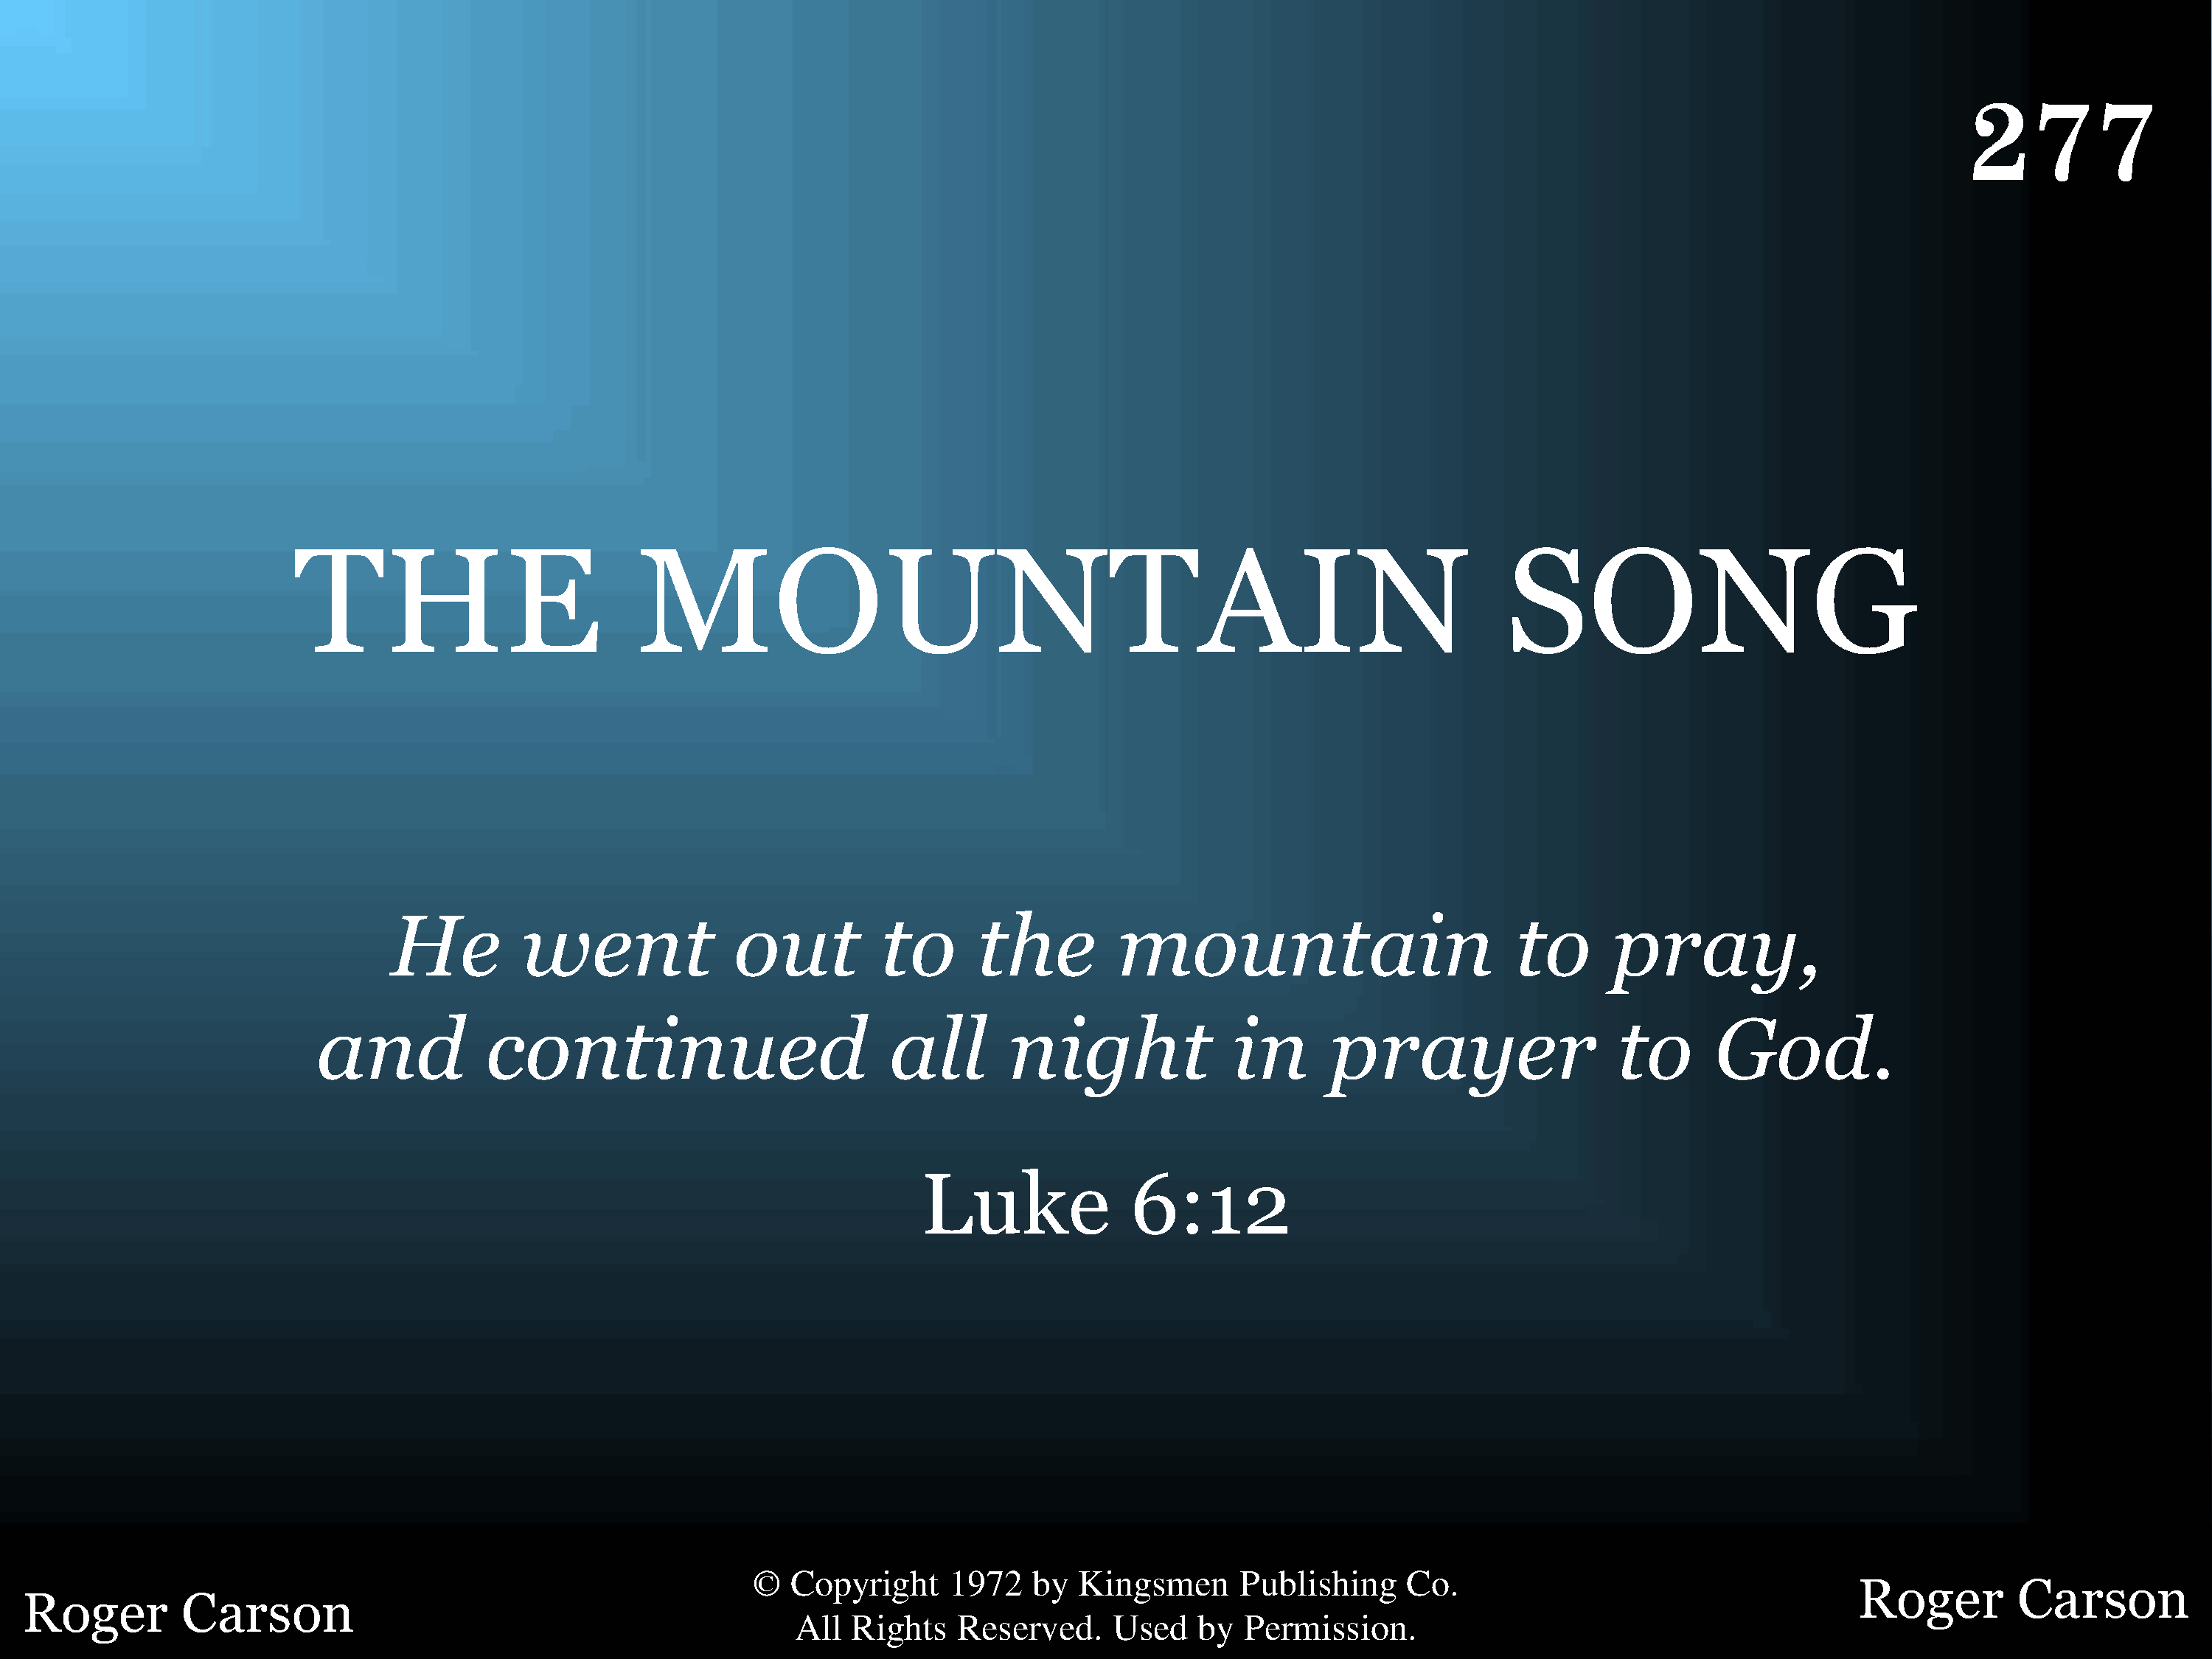 277
THE MOUNTAIN SONG
He went out to the mountain to pray,
and continued all night in prayer to God.
Luke 6:12
Roger Carson
© Copyright 1972 by Kingsmen Publishing Co.
All Rights Reserved. Used by Permission.
Roger Carson